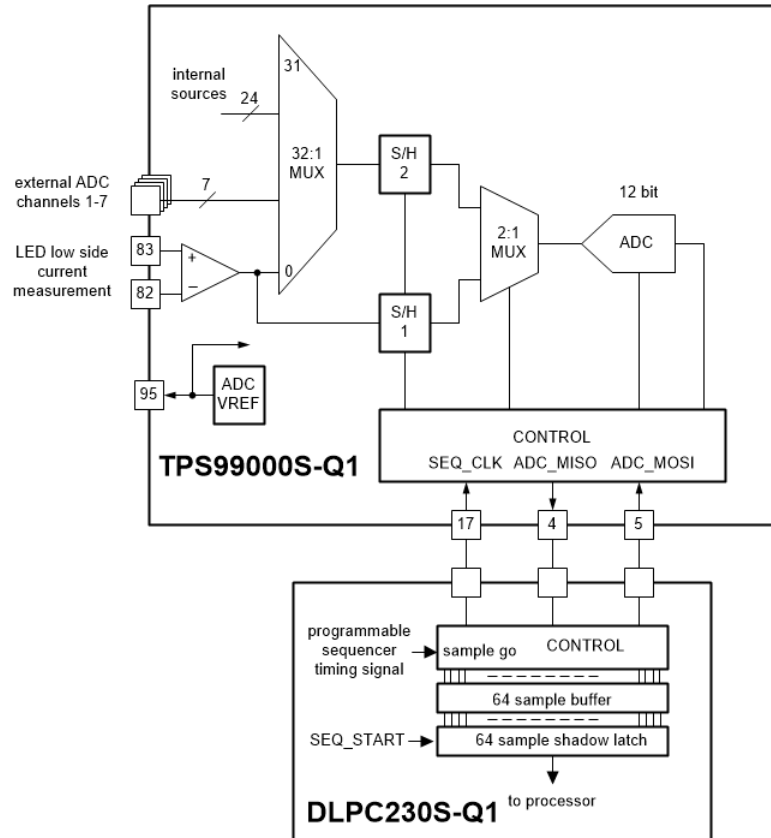 internal
sources
24
31
32:1
MUX
0
external ADC
channels 1-7
7
LED low side
current
measurement
83
82
+
−
S/H
2
S/H
1
2:1
MUX
12 bit
ADC
95
ADC
VREF
CONTROL
SEQ_CLK ADC_MISO ADC_MOSI
TPS99000S-Q1
17
4
5
programmable
sequencer
timing signal
sample go
CONTROL
64 sample buffer
SEQ_START
64 sample shadow latch
to processor
DLPC230S-Q1